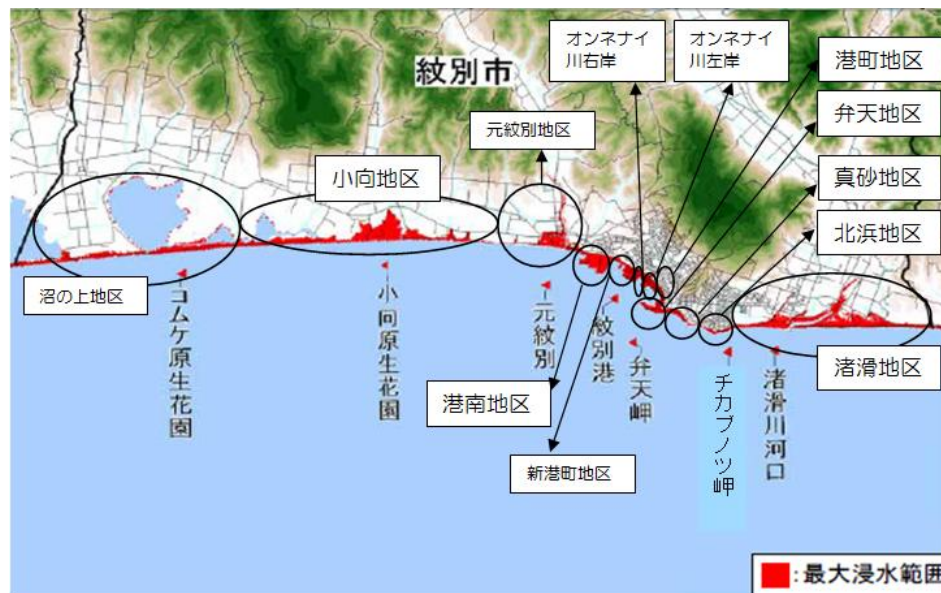 オンネナイ
川右岸
オンネナイ
川左岸
港町地区
紋別市
弁天地区
元紋別地区
小向地区
真砂地区
北浜地区
沼の上地区
コムケ原生花園
小向原生花園
元紋別
紋別港
弁天岬
チカプノツ岬
渚滑川河口
渚滑地区
港南地区
新港町地区
:最大浸水範囲